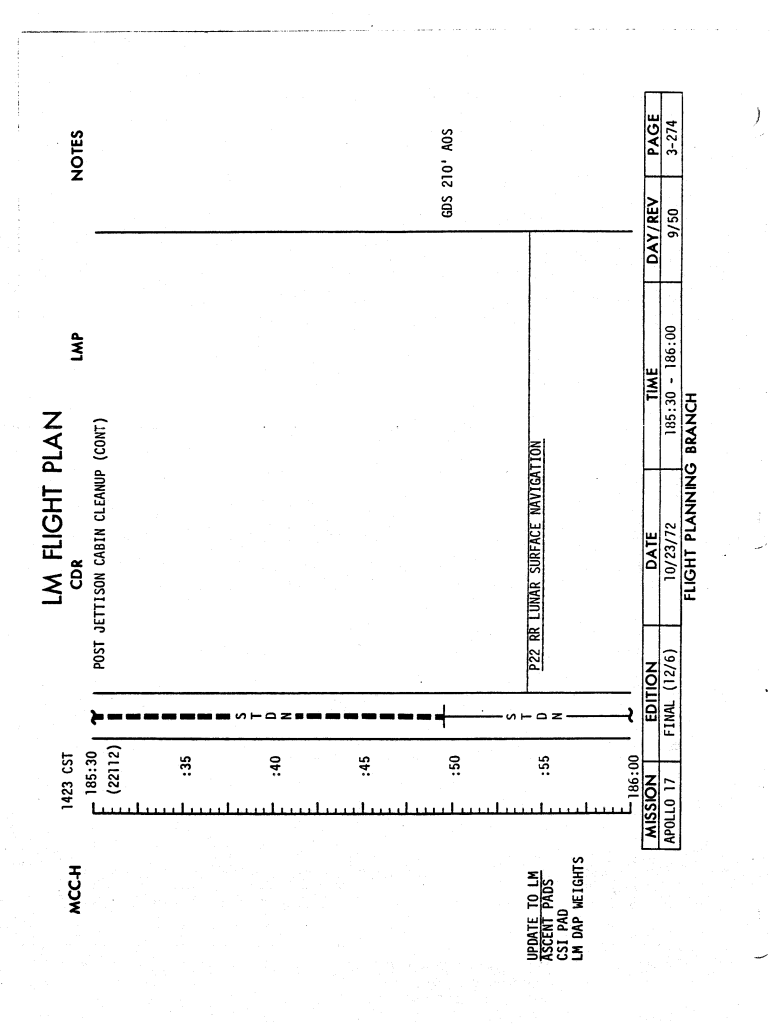 LM FLIGHT PLAN
MCC-H
CDR
LMP
NOTES
1423 CST
185:30
(22112)
POST JETTISON CABIN CLEANUP (CONT)
:35
S T D N
:40
:45
GDS 210' AOS
:50
UPDATE TO LM
ASCENT PADS
CSI PAD
LM DAP WEIGHTS
P22 RR LUNAR SURFACE NAVIGATION
S T D N
:55
186:00
MISSION EDITION DATE TIME DAY/REV PAGE
APOLLO 17 FINAL (12/6) 10/23/72 185:30 - 186:00 9/50 3-274
FLIGHT PLANNING BRANCH